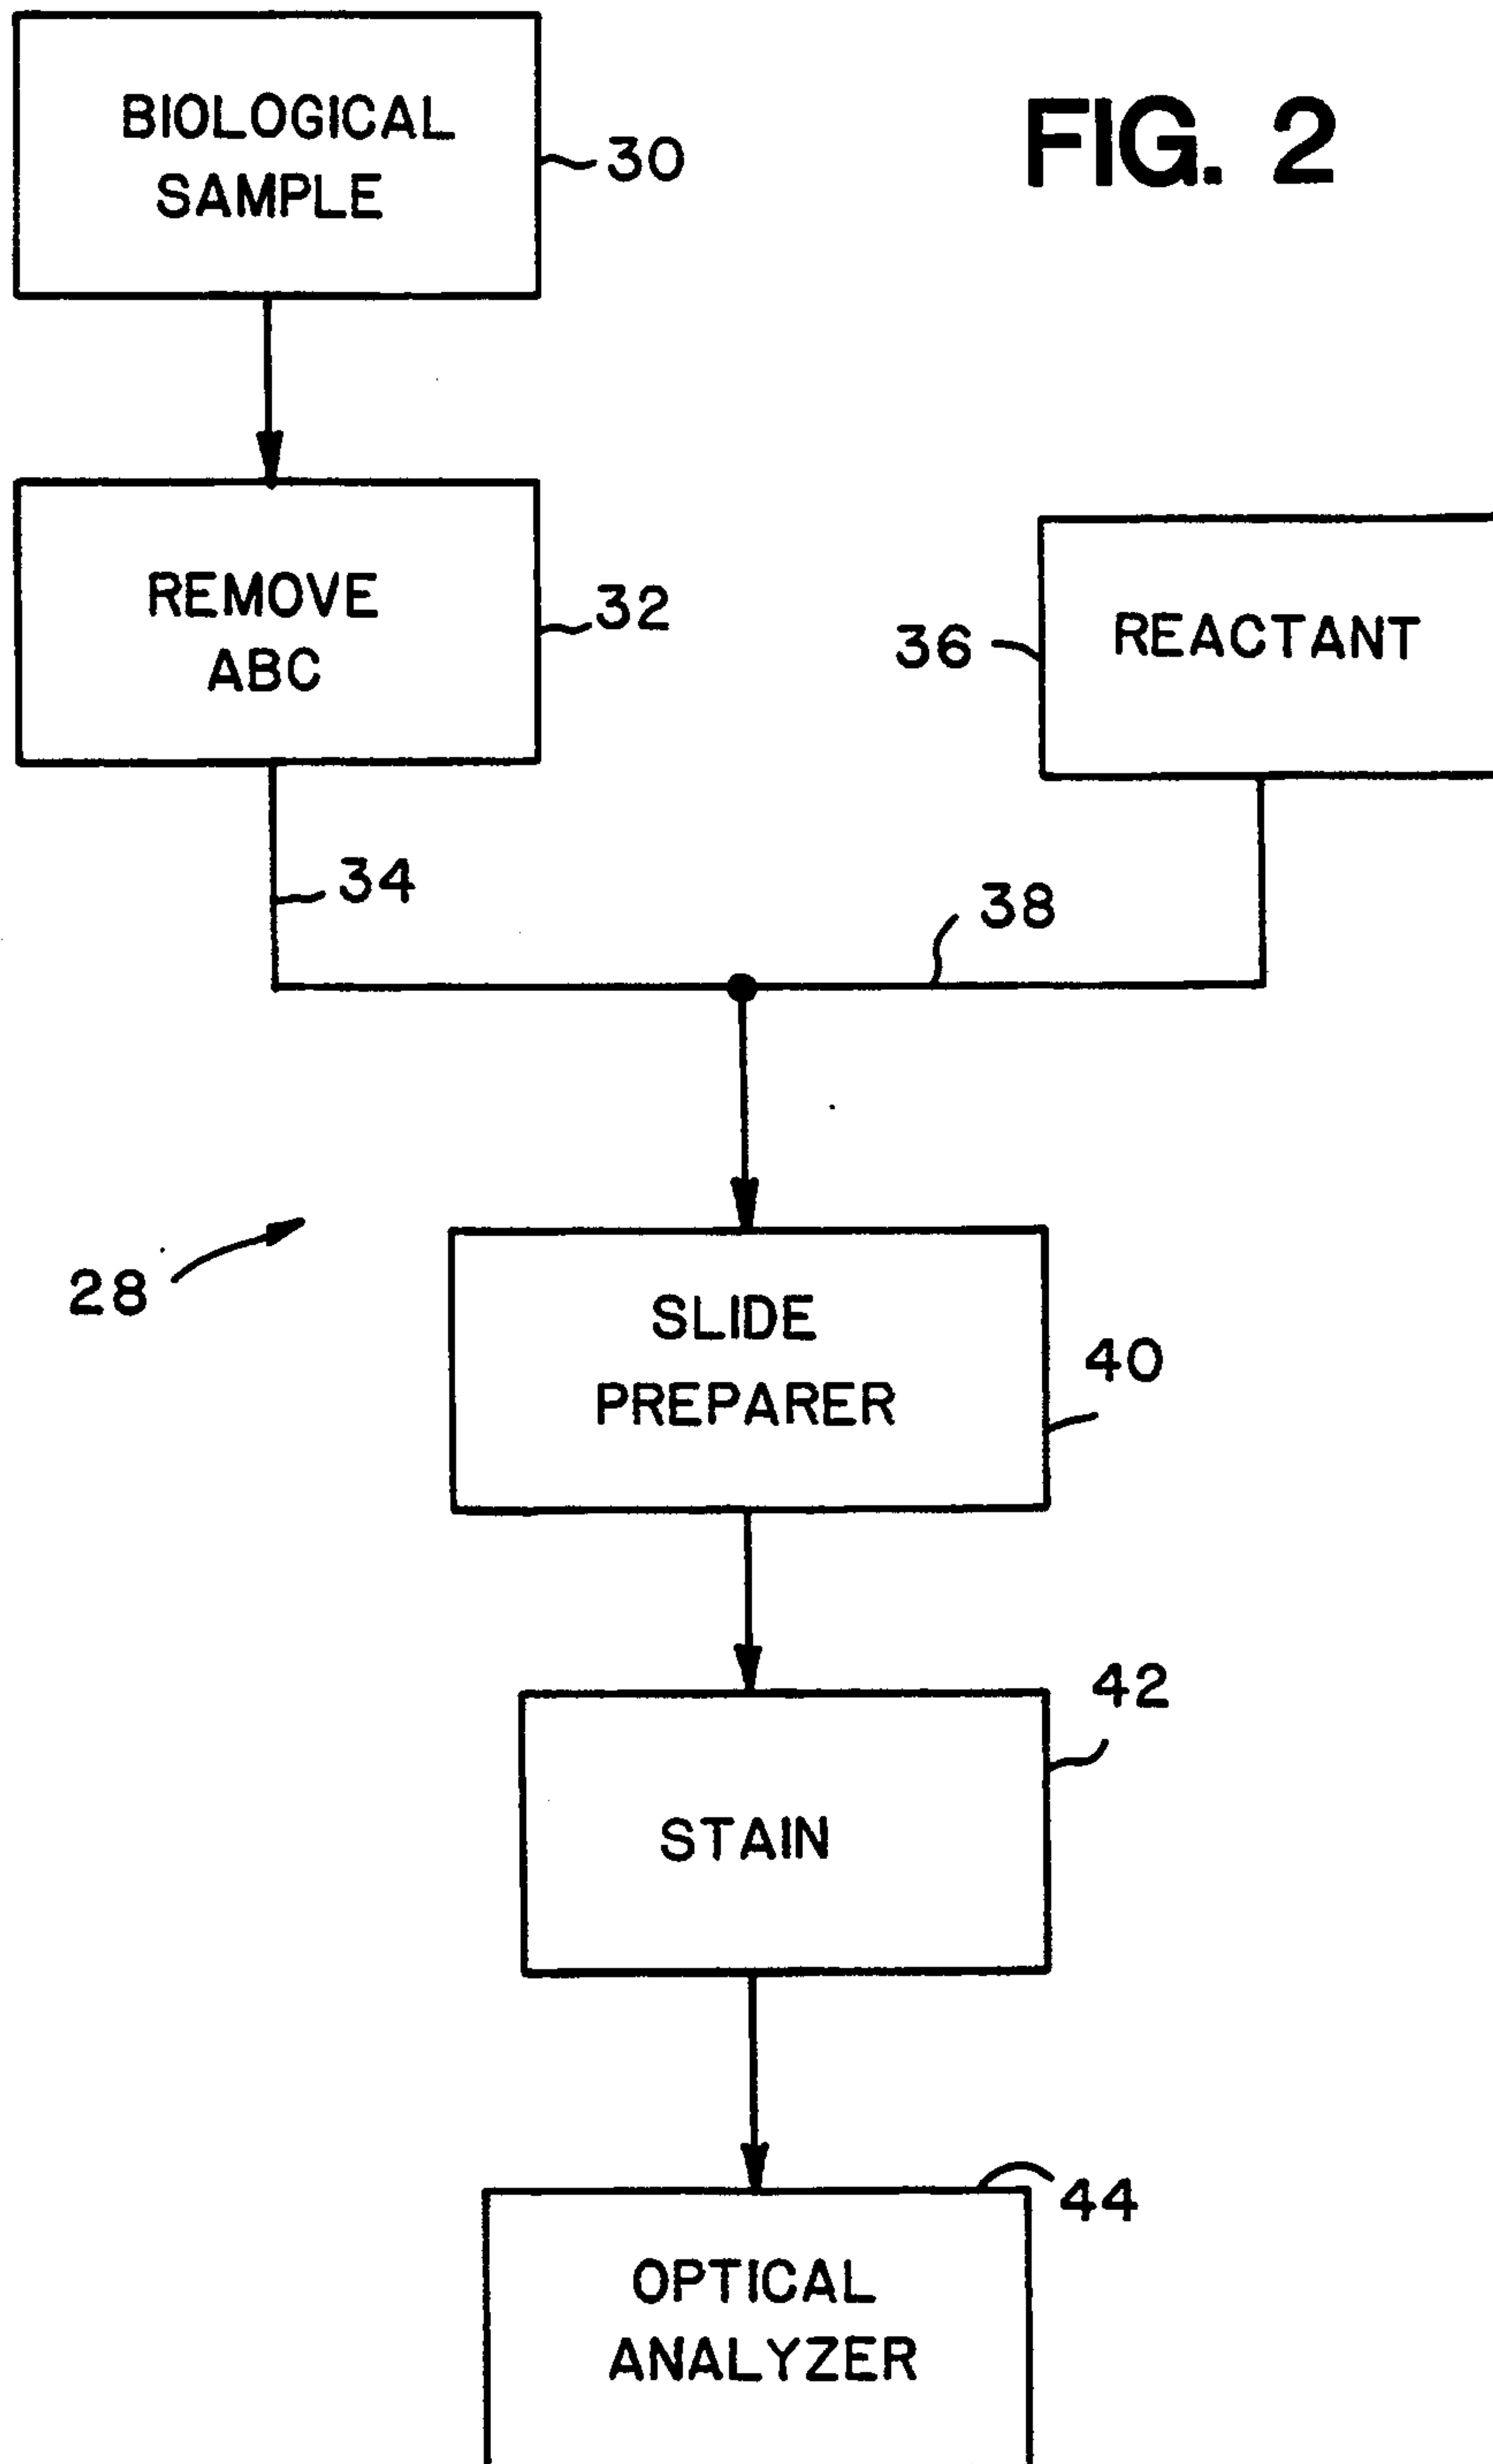 FIG. 2
BIOLOGICAL
SAMPLE
30
REMOVE
ABC
32
36
REACTANT
34
38
28
SLIDE
PREPARER
40
42
STAIN
44
OPTICAL
ANALYZER